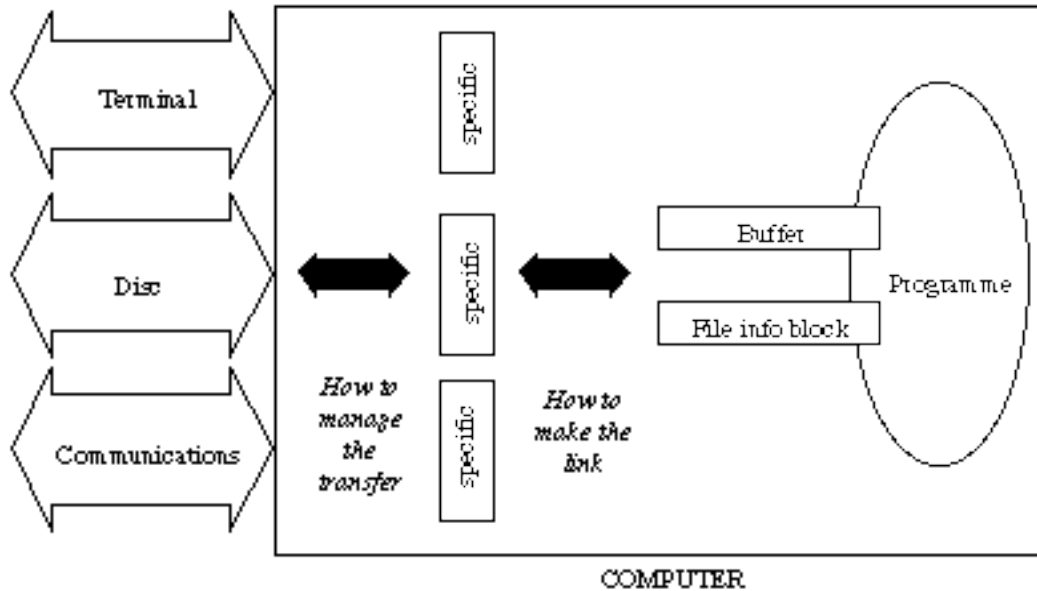 Terminal
Disc
Communications
specific
specific
specific
How to
manage
the
transfer
How to
make the
link
Buffer
File info block
Programme
COMPUTER